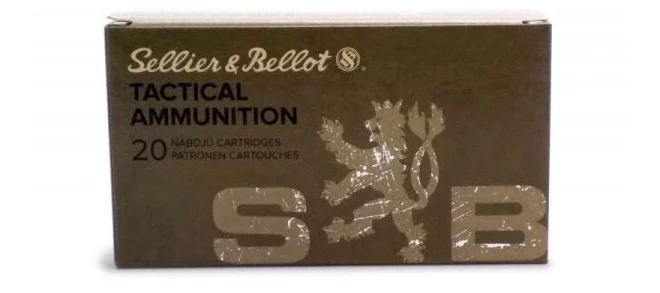 Sellier & Bellot
TACTICAL
AMMUNITION
20 NÁBOJŮ CARTRIDGES
PATRONEN CARTOUCHES
S B